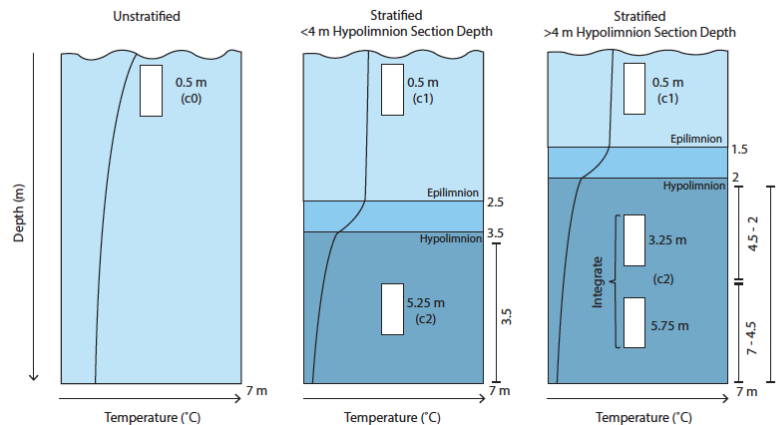 Unstratified
Stratified
<4 m Hypolimnion Section Depth
Stratified
>4 m Hypolimnion Section Depth
Depth (m)
0.5 m
(c0)
7 m
Temperature (˚C)
0.5 m
(c1)
Epilimnion
2.5
3.5
Hypolimnion
5.25 m
(c2)
3.5
7 m
Temperature (˚C)
0.5 m
(c1)
Epilimnion
1.5
2
Hypolimnion
3.25 m
(c2)
Integrate
5.75 m
4.5 - 2
7 - 4.5
7 m
Temperature (˚C)